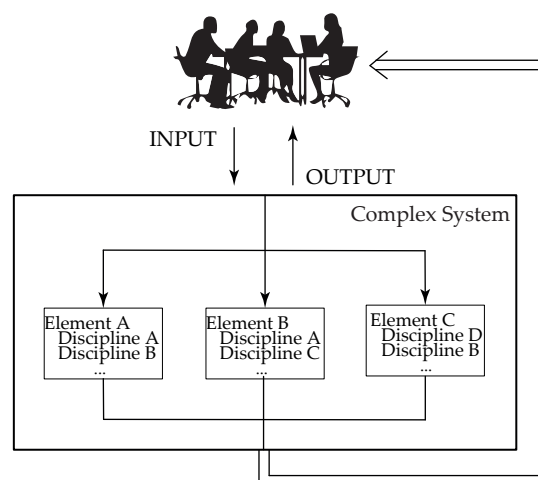 INPUT
OUTPUT
Complex System
Element A
Discipline A
Discipline B
...
Element B
Discipline A
Discipline C
...
Element C
Discipline D
Discipline B
...